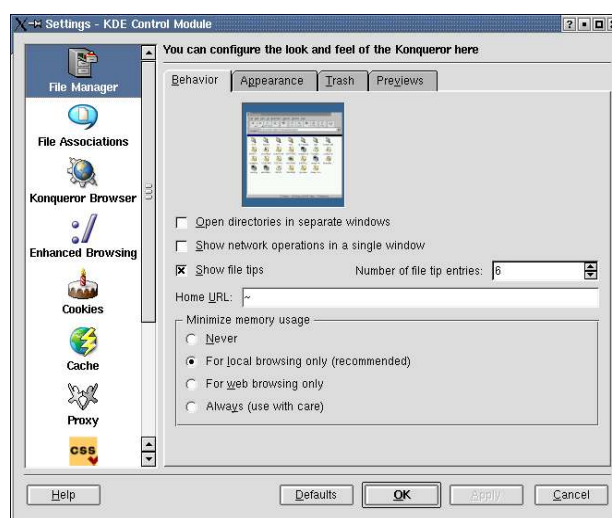 Settings - KDE Control Module
You can configure the look and feel of the Konqueror here
File Manager
File Associations
Konqueror Browser
Enhanced Browsing
Cookies
Cache
Proxy
css
Behavior
Appearance
Trash
Previews
Open directories in separate windows
Show network operations in a single window
Show file tips
Number of file tip entries: 6
Home URL: ~
Minimize memory usage
Never
For local browsing only (recommended)
For web browsing only
Always (use with care)
Help
Defaults
OK
Apply
Cancel